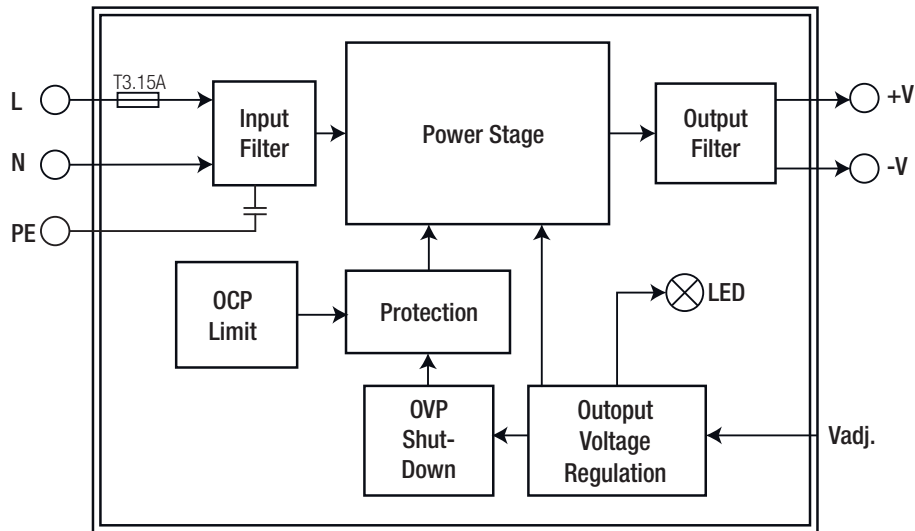 T3.15A
L
Input
Filter
Power Stage
Output
Filter
+V
N
-V
PE
OCP
Limit
Protection
LED
OVP
Shut-
Down
Outoput
Voltage
Regulation
Vadj.